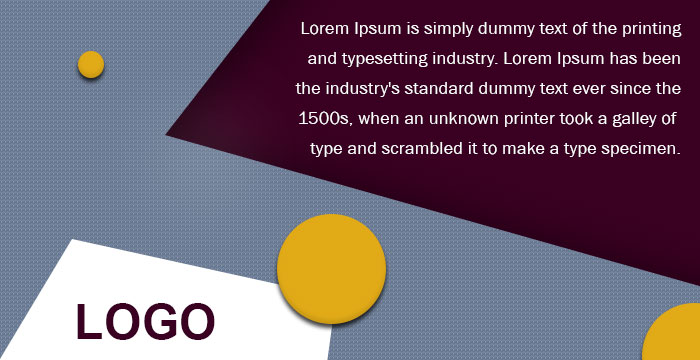 Lorem Ipsum is simply dummy text of the printing
and typesetting industry. Lorem Ipsum has been
the industry's standard dummy text ever since the
1500s, when an unknown printer took a galley of
type and scrambled it to make a type specimen.
LOGO